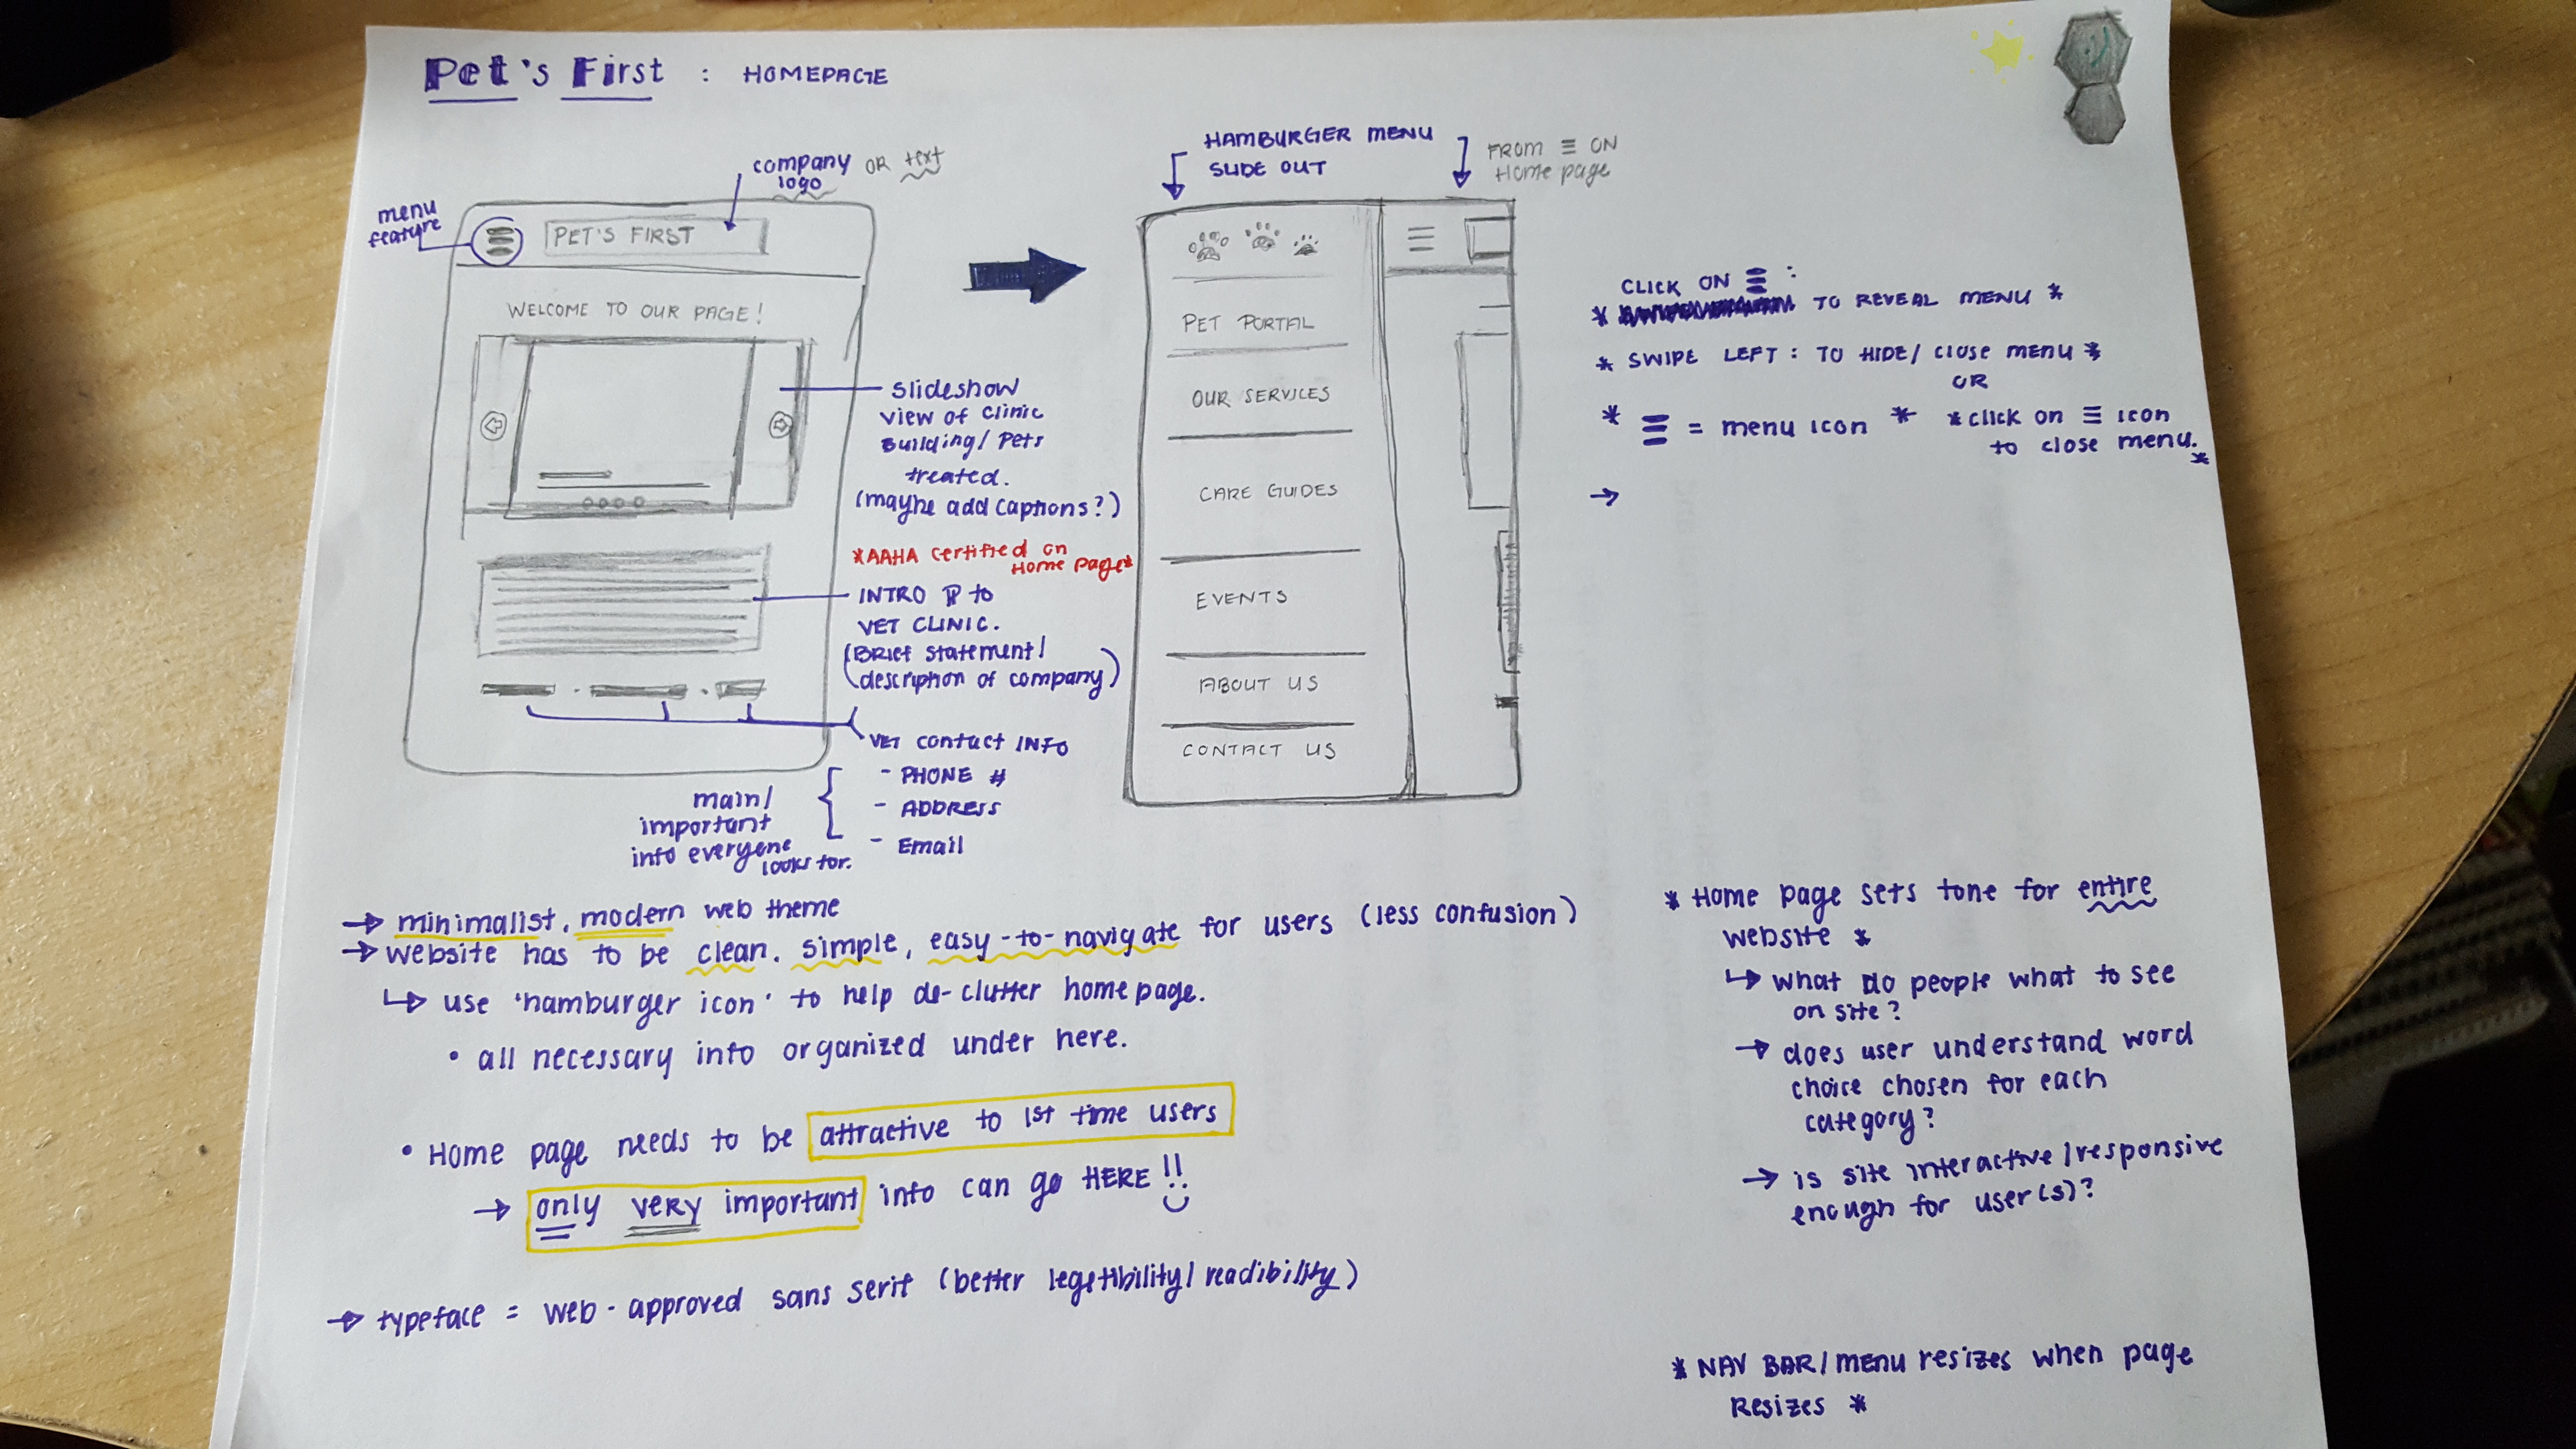 Pet's First : HOMEPAGE
menu
feature
company OR text
logo
PET'S FIRST
WELCOME TO OUR PAGE!
slideshow
view of clinic
Building/ Pets
treated.
(maybe add captions?)
*AAHA certified on
Home page*
INTRO to
VET CLINIC.
(Brief statement/
description of company)
VET contact INFO
- PHONE #
- ADDRESS
- Email
main/
important
info everyone
looks for.
HAMBURGER MENU
SLIDE OUT
FROM ☰ ON
Home page
PET PORTAL
OUR SERVICES
CARE GUIDES
EVENTS
ABOUT US
CONTACT US
CLICK ON ☰ :
* TO REVEAL MENU *
* SWIPE LEFT : TO HIDE/ close menu *
OR
* ☰ = menu icon *
*click on ☰ icon
to close menu.*
→
→ minimalist, modern web theme
→ website has to be clean, simple, easy-to-navigate for users (less confusion)
↳ use 'hamburger icon' to help de-clutter homepage.
• all necessary info organized under here.
• Home page needs to be attractive to 1st time users
→ only very important info can go HERE!!
→ typeface = web-approved sans serif (better legetibility/readibility)
* Home page sets tone for entire
website *
↳ what do people what to see
on site?
→ does user understand word
choice chosen for each
category?
→ is site interactive/responsive
enough for user(s)?
* NAV BAR/menu resizes when page
Resizes *